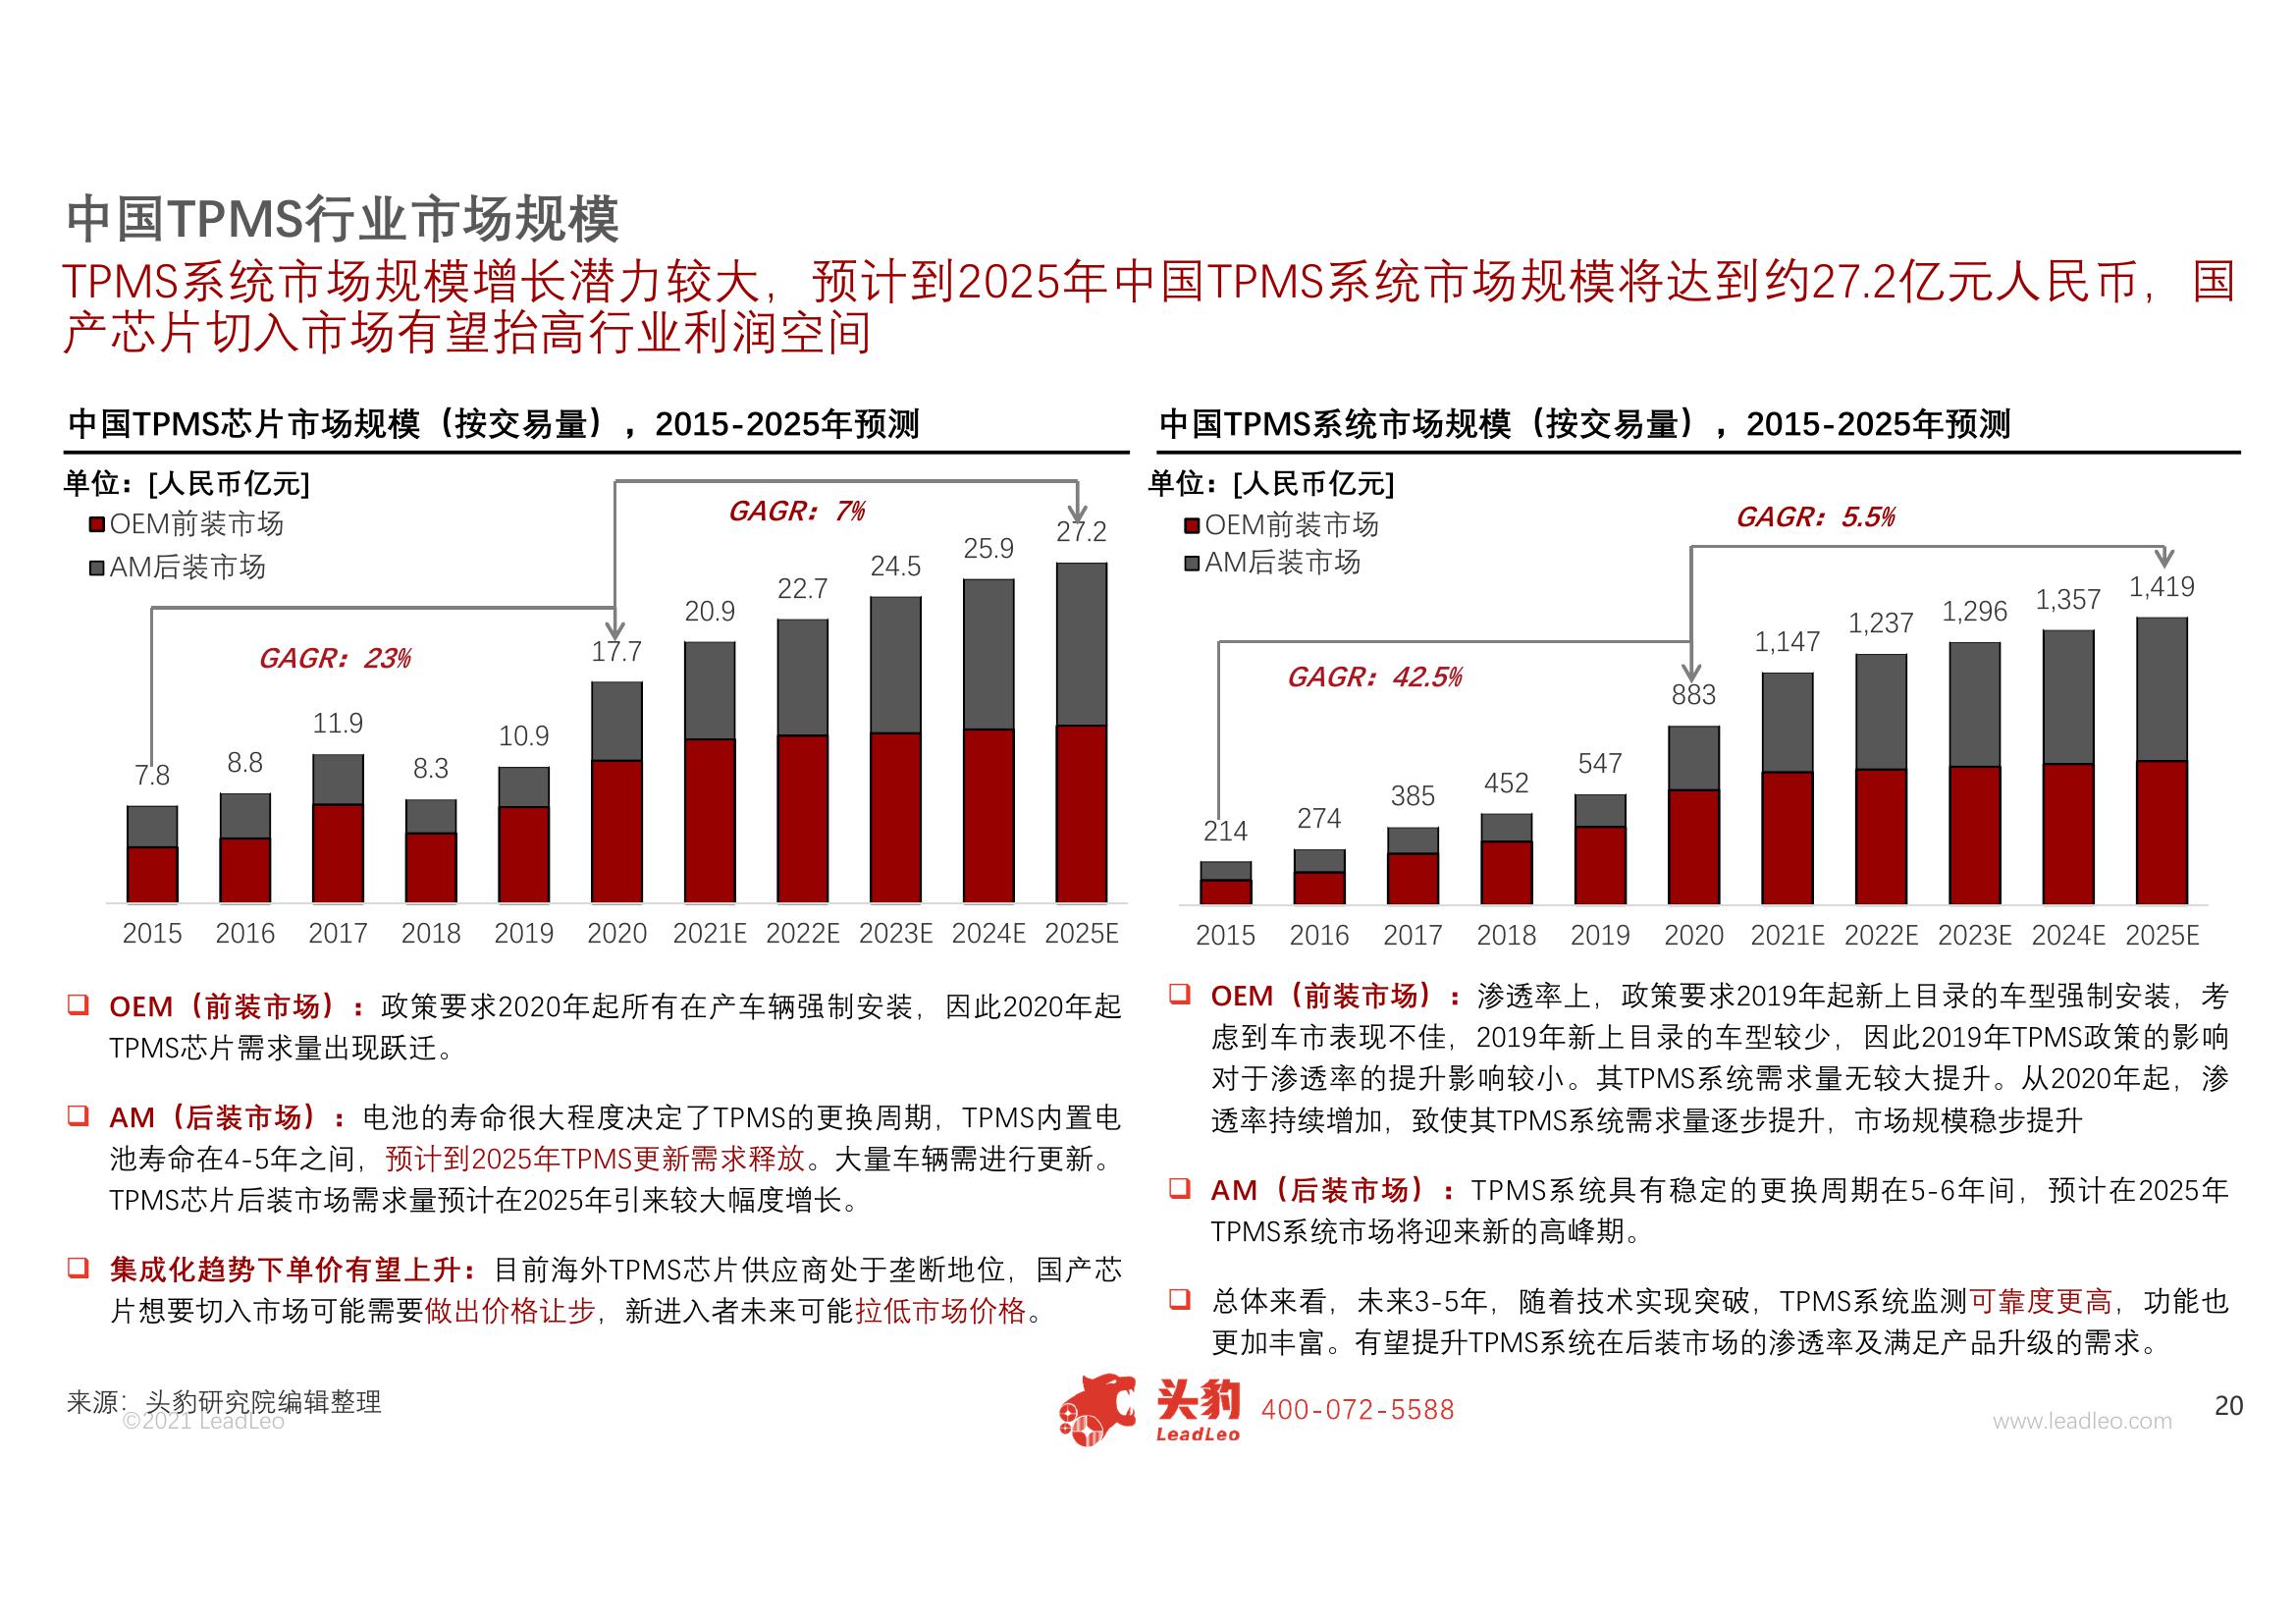 中国TPMS行业市场规模
TPMS系统市场规模增长潜力较大，预计到2025年中国TPMS系统市场规模将达到约27.2亿元人民币，国
产芯片切入市场有望抬高行业利润空间
中国TPMS芯片市场规模（按交易量），2015-2025年预测
单位：[人民币亿元]
OEM前装市场
AM后装市场
GAGR：23%
GAGR：7%
7.8
8.8
11.9
8.3
10.9
17.7
20.9
22.7
24.5
25.9
27.2
2015 2016 2017 2018 2019 2020 2021E 2022E 2023E 2024E 2025E
OEM（前装市场）：政策要求2020年起所有在产车辆强制安装，因此2020年起
TPMS芯片需求量出现跃迁。
AM（后装市场）：电池的寿命很大程度决定了TPMS的更换周期，TPMS内置电
池寿命在4-5年之间，预计到2025年TPMS更新需求释放。大量车辆需进行更新。
TPMS芯片后装市场需求量预计在2025年引来较大幅度增长。
集成化趋势下单价有望上升：目前海外TPMS芯片供应商处于垄断地位，国产芯
片想要切入市场可能需要做出价格让步，新进入者未来可能拉低市场价格。
中国TPMS系统市场规模（按交易量），2015-2025年预测
单位：[人民币亿元]
OEM前装市场
AM后装市场
GAGR：42.5%
GAGR：5.5%
214
274
385
452
547
883
1,147
1,237
1,296
1,357
1,419
2015 2016 2017 2018 2019 2020 2021E 2022E 2023E 2024E 2025E
OEM（前装市场）：渗透率上，政策要求2019年起新上目录的车型强制安装，考
虑到车市表现不佳，2019年新上目录的车型较少，因此2019年TPMS政策的影响
对于渗透率的提升影响较小。其TPMS系统需求量无较大提升。从2020年起，渗
透率持续增加，致使其TPMS系统需求量逐步提升，市场规模稳步提升
AM（后装市场）：TPMS系统具有稳定的更换周期在5-6年间，预计在2025年
TPMS系统市场将迎来新的高峰期。
总体来看，未来3-5年，随着技术实现突破，TPMS系统监测可靠度更高，功能也
更加丰富。有望提升TPMS系统在后装市场的渗透率及满足产品升级的需求。
来源：头豹研究院编辑整理
©2021 LeadLeo
头豹
LeadLeo
400-072-5588
www.leadleo.com
20